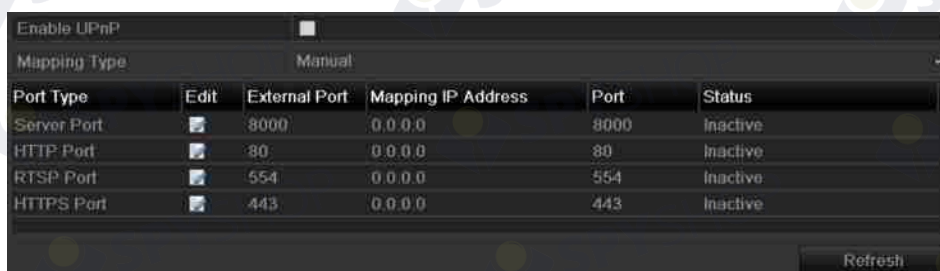 Enable UPnP
Mapping Type Manual
Port Type Edit External Port Mapping IP Address Port Status
Server Port 8000 0.0.0.0 8000 Inactive
HTTP Port 80 0.0.0.0 80 Inactive
RTSP Port 554 0.0.0.0 554 Inactive
HTTPS Port 443 0.0.0.0 443 Inactive
Refresh